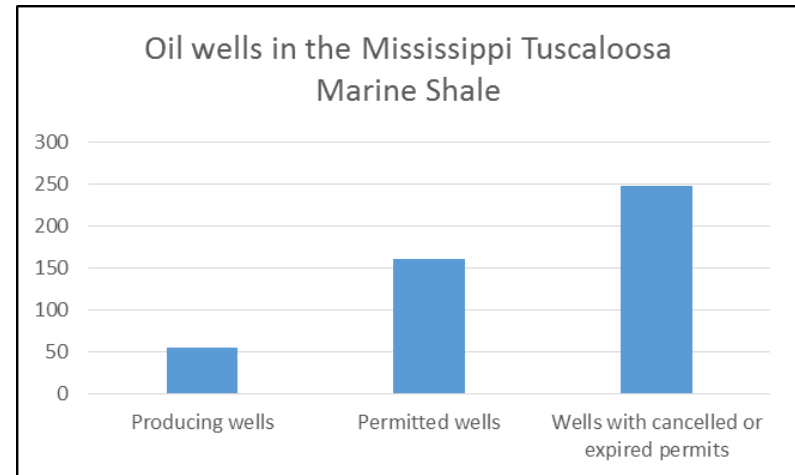 Oil wells in the Mississippi Tuscaloosa
Marine Shale
300
250
200
150
100
50
0
Producing wells
Permitted wells
Wells with cancelled or
expired permits